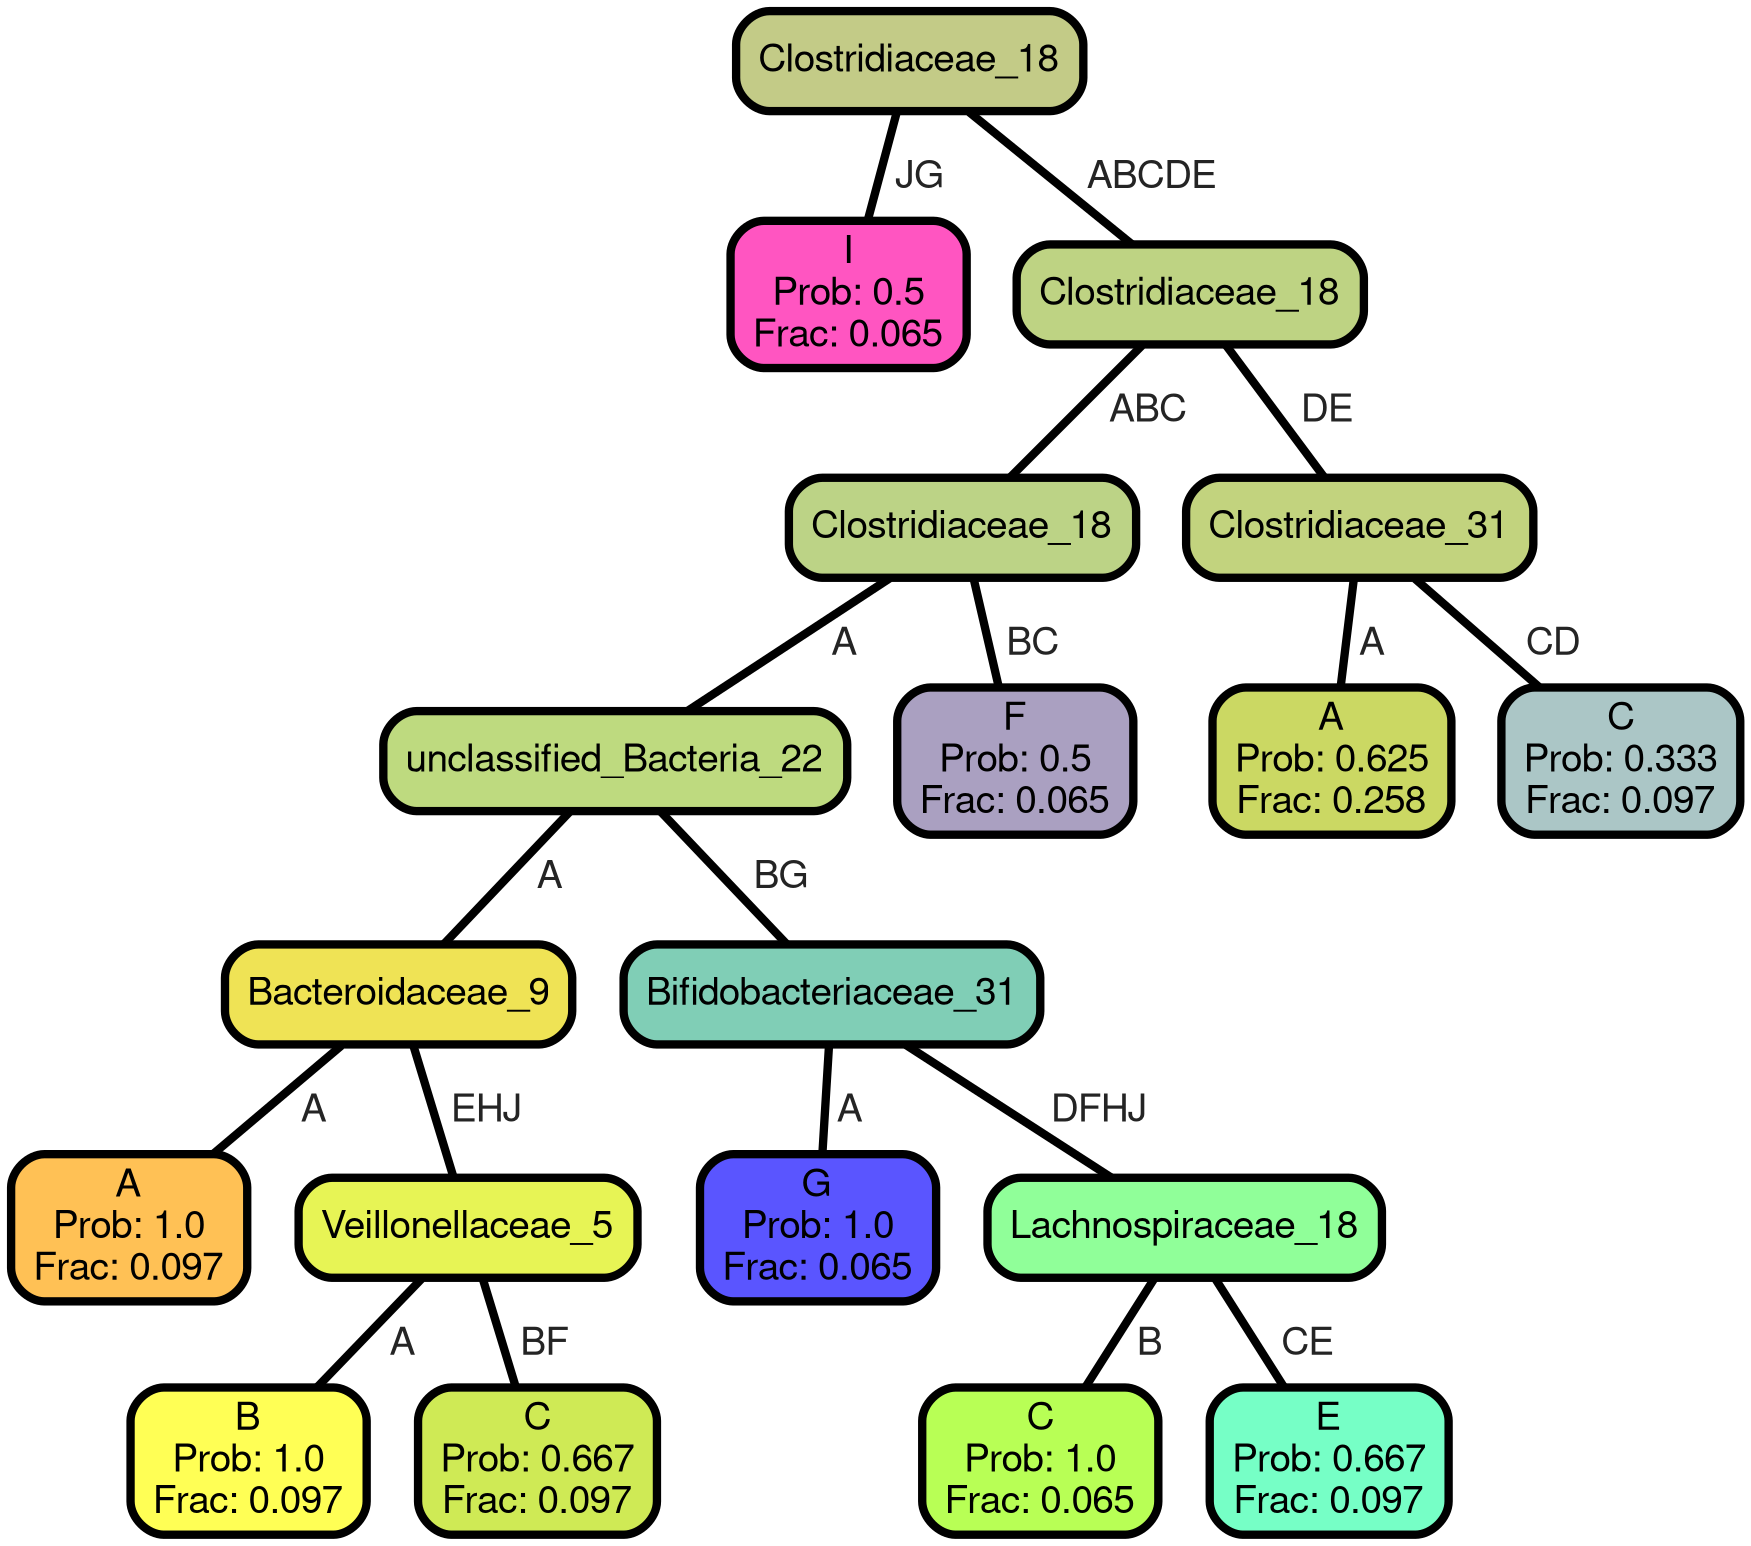 Clostridiaceae_18
JG
ABCDE
I
Prob: 0.5
Frac: 0.065
Clostridiaceae_18
ABC
DE
Clostridiaceae_18
Clostridiaceae_31
A
BC
A
CD
unclassified_Bacteria_22
F
Prob: 0.5
Frac: 0.065
A
Prob: 0.625
Frac: 0.258
C
Prob: 0.333
Frac: 0.097
A
BG
Bacteroidaceae_9
Bifidobacteriaceae_31
A
EHJ
A
DFHJ
A
Prob: 1.0
Frac: 0.097
Veillonellaceae_5
G
Prob: 1.0
Frac: 0.065
Lachnospiraceae_18
A
BF
B
CE
B
Prob: 1.0
Frac: 0.097
C
Prob: 0.667
Frac: 0.097
C
Prob: 1.0
Frac: 0.065
E
Prob: 0.667
Frac: 0.097